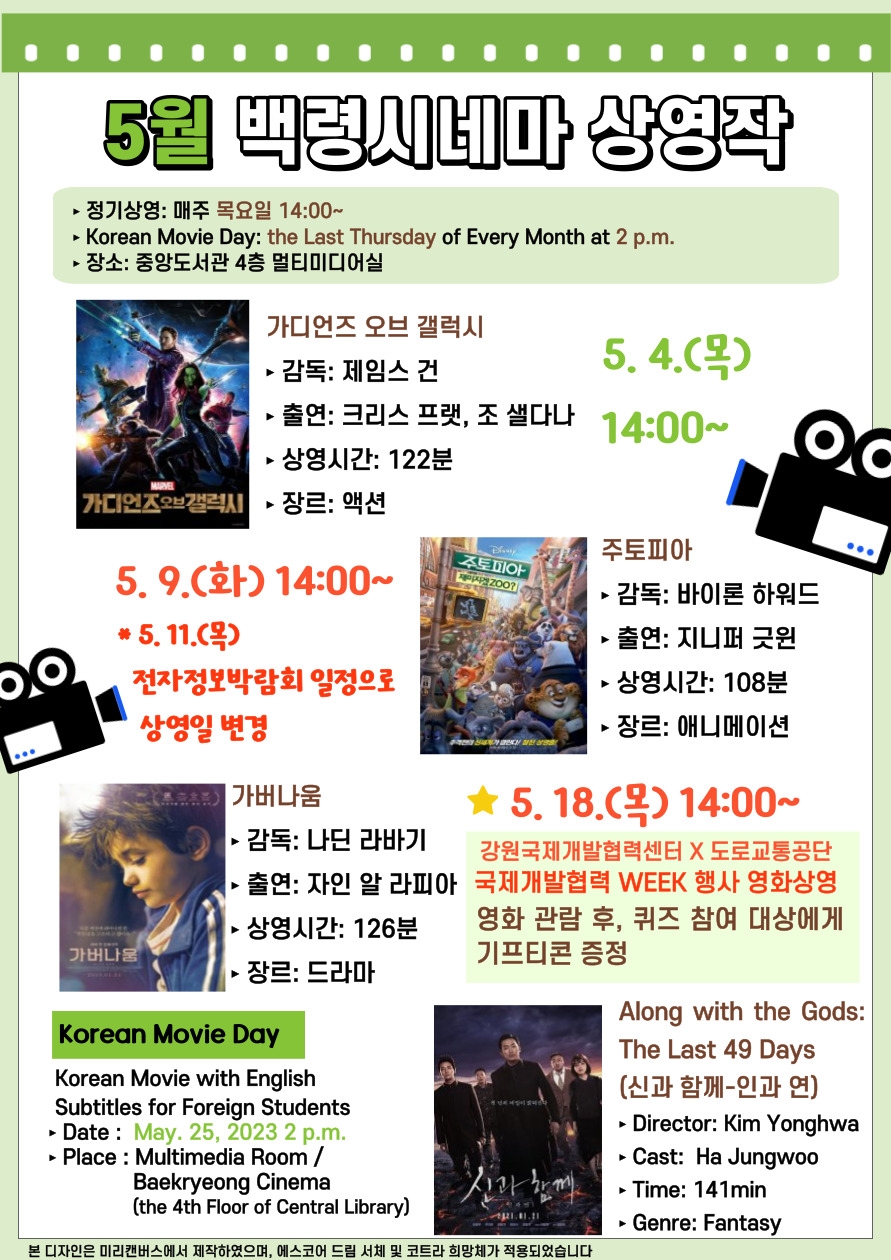 5월 백령시네마 상영작
▸ 정기상영: 매주 목요일 14:00~
▸ Korean Movie Day: the Last Thursday of Every Month at 2 p.m.
▸ 장소: 중앙도서관 4층 멀티미디어실
가디언즈 오브 갤럭시
▸ 감독: 제임스 건
▸ 출연: 크리스 프랫, 조 샐다나
▸ 상영시간: 122분
▸ 장르: 액션
5. 4.(목)
14:00~
MARVEL
가디언즈 오브 갤럭시
5. 9.(화) 14:00~
* 5. 11.(목)
전자정보박람회 일정으로
상영일 변경
Disney
주토피아
재미지겠ZOO?
주토피아
▸ 감독: 바이론 하워드
▸ 출연: 지니퍼 굿윈
▸ 상영시간: 108분
▸ 장르: 애니메이션
가버나움
가버나움
▸ 감독: 나딘 라바기
▸ 출연: 자인 알 라피아
▸ 상영시간: 126분
▸ 장르: 드라마
5. 18.(목) 14:00~
강원국제개발협력센터 X 도로교통공단
국제개발협력 WEEK 행사 영화상영
영화 관람 후, 퀴즈 참여 대상에게
기프티콘 증정
Korean Movie Day
Korean Movie with English
Subtitles for Foreign Students
▸ Date : May. 25, 2023 2 p.m.
▸ Place : Multimedia Room /
Baekryeong Cinema
(the 4th Floor of Central Library)
신과 함께
Along with the Gods:
The Last 49 Days
(신과 함께-인과 연)
▸ Director: Kim Yonghwa
▸ Cast: Ha Jungwoo
▸ Time: 141min
▸ Genre: Fantasy
본 디자인은 미리캔버스에서 제작하였으며, 에스코어 드림 서체 및 코트라 희망체가 적용되었습니다